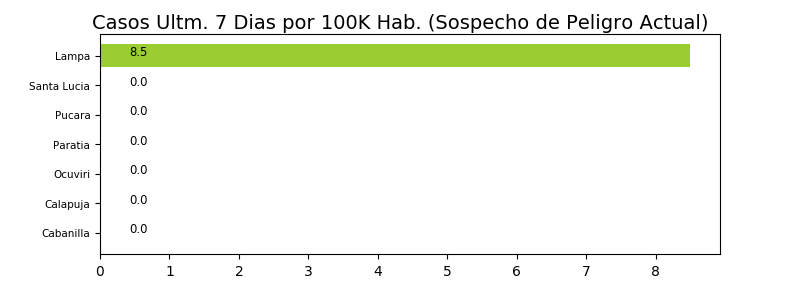 Casos Ultm. 7 Dias por 100K Hab. (Sospecho de Peligro Actual)
Lampa 8.5
Santa Lucia 0.0
Pucara 0.0
Paratia 0.0
Ocuviri 0.0
Calapuja 0.0
Cabanilla 0.0
0 1 2 3 4 5 6 7 8